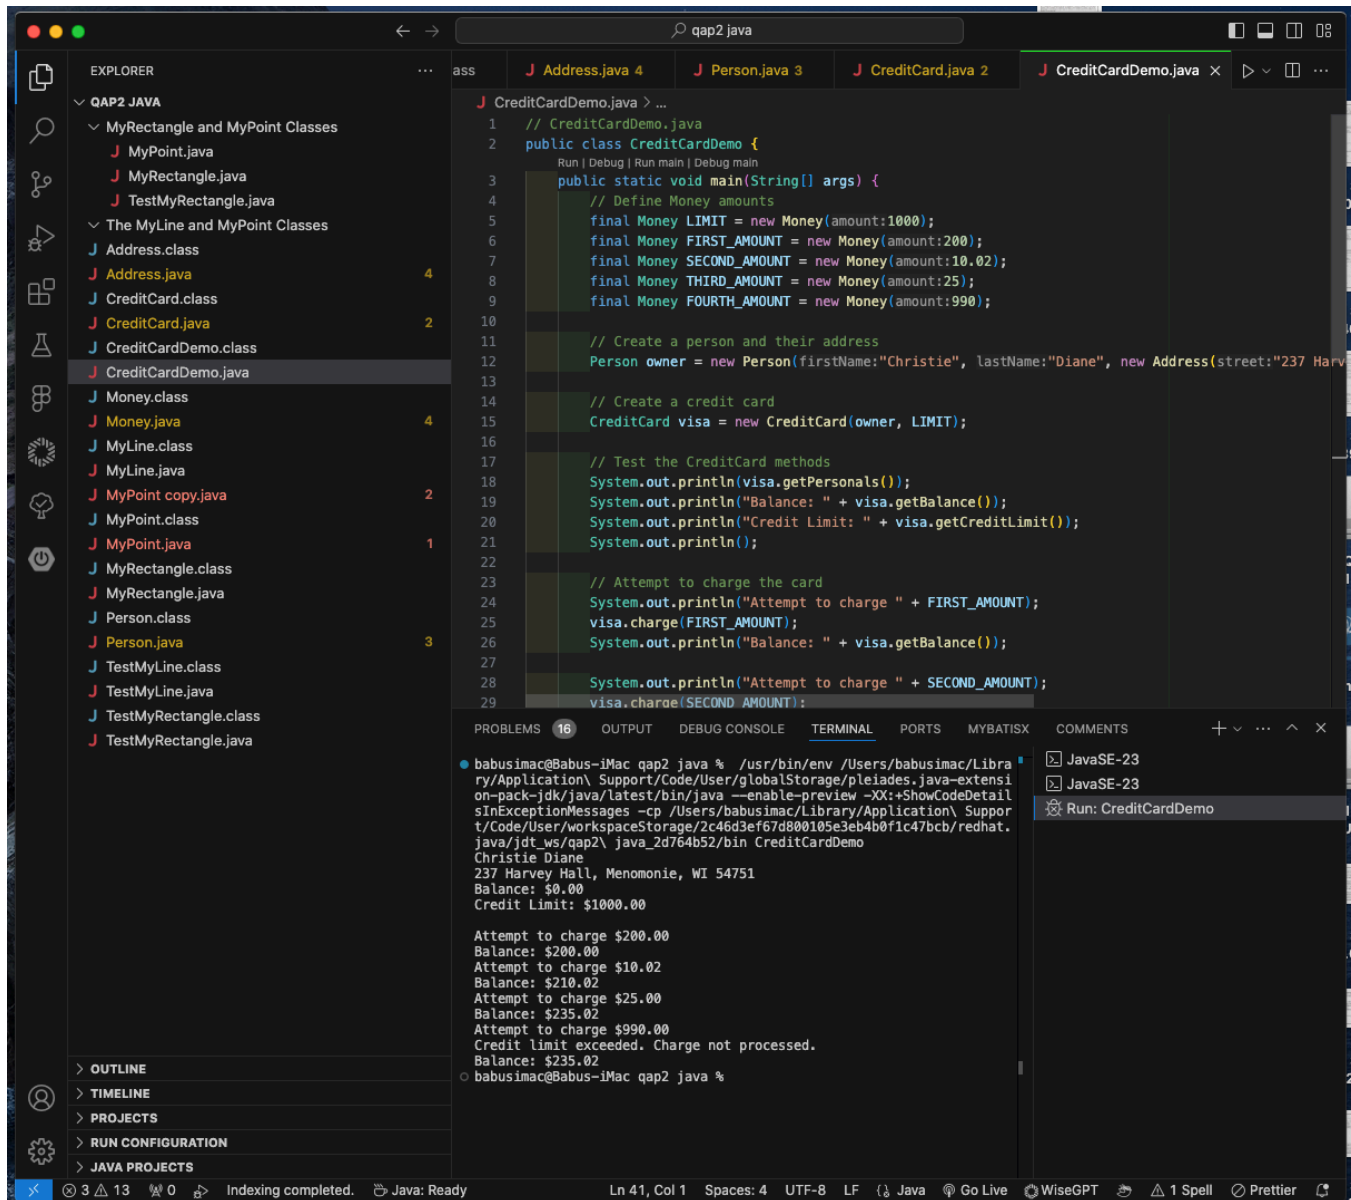 qap2 java
EXPLORER
QAP2 JAVA
MyRectangle and MyPoint Classes
J MyPoint.java
J MyRectangle.java
J TestMyRectangle.java
The MyLine and MyPoint Classes
J Address.class
J Address.java 4
J CreditCard.class
J CreditCard.java 2
J CreditCardDemo.class
J CreditCardDemo.java
J Money.class
J Money.java 4
J MyLine.class
J MyLine.java
J MyPoint copy.java 2
J MyPoint.class
J MyPoint.java 1
J MyRectangle.class
J MyRectangle.java
J Person.class
J Person.java 3
J TestMyLine.class
J TestMyLine.java
J TestMyRectangle.class
J TestMyRectangle.java
OUTLINE
TIMELINE
PROJECTS
RUN CONFIGURATION
JAVA PROJECTS
ass J Address.java 4 J Person.java 3 J CreditCard.java 2 J CreditCardDemo.java
J CreditCardDemo.java > ...
1 // CreditCardDemo.java
2 public class CreditCardDemo {
Run | Debug | Run main | Debug main
3 public static void main(String[] args) {
4 // Define Money amounts
5 final Money LIMIT = new Money(amount:1000);
6 final Money FIRST_AMOUNT = new Money(amount:200);
7 final Money SECOND_AMOUNT = new Money(amount:10.02);
8 final Money THIRD_AMOUNT = new Money(amount:25);
9 final Money FOURTH_AMOUNT = new Money(amount:990);
10
11 // Create a person and their address
12 Person owner = new Person(firstName:"Christie", lastName:"Diane", new Address(street:"237 Harv
13
14 // Create a credit card
15 CreditCard visa = new CreditCard(owner, LIMIT);
16
17 // Test the CreditCard methods
18 System.out.println(visa.getPersonals());
19 System.out.println("Balance: " + visa.getBalance());
20 System.out.println("Credit Limit: " + visa.getCreditLimit());
21 System.out.println();
22
23 // Attempt to charge the card
24 System.out.println("Attempt to charge " + FIRST_AMOUNT);
25 visa.charge(FIRST_AMOUNT);
26 System.out.println("Balance: " + visa.getBalance());
27
28 System.out.println("Attempt to charge " + SECOND_AMOUNT);
29 visa.charge(SECOND_AMOUNT);
PROBLEMS 16 OUTPUT DEBUG CONSOLE TERMINAL PORTS MYBATISX COMMENTS
babusimac@Babus-iMac qap2 java % /usr/bin/env /Users/babusimac/Libra
ry/Application\ Support/Code/User/globalStorage/pleiades.java-extensi
on-pack-jdk/java/latest/bin/java --enable-preview -XX:+ShowCodeDetail
sInExceptionMessages -cp /Users/babusimac/Library/Application\ Suppor
t/Code/User/workspaceStorage/2c46d3ef67d800105e3eb4b0f1c47bcb/redhat.
java/jdt_ws/qap2\ java_2d764b52/bin CreditCardDemo
Christie Diane
237 Harvey Hall, Menomonie, WI 54751
Balance: $0.00
Credit Limit: $1000.00
Attempt to charge $200.00
Balance: $200.00
Attempt to charge $10.02
Balance: $210.02
Attempt to charge $25.00
Balance: $235.02
Attempt to charge $990.00
Credit limit exceeded. Charge not processed.
Balance: $235.02
babusimac@Babus-iMac qap2 java %
JavaSE-23
JavaSE-23
Run: CreditCardDemo
3 13 0 Indexing completed. Java: Ready Ln 41, Col 1 Spaces: 4 UTF-8 LF {} Java Go Live WiseGPT 1 Spell Prettier